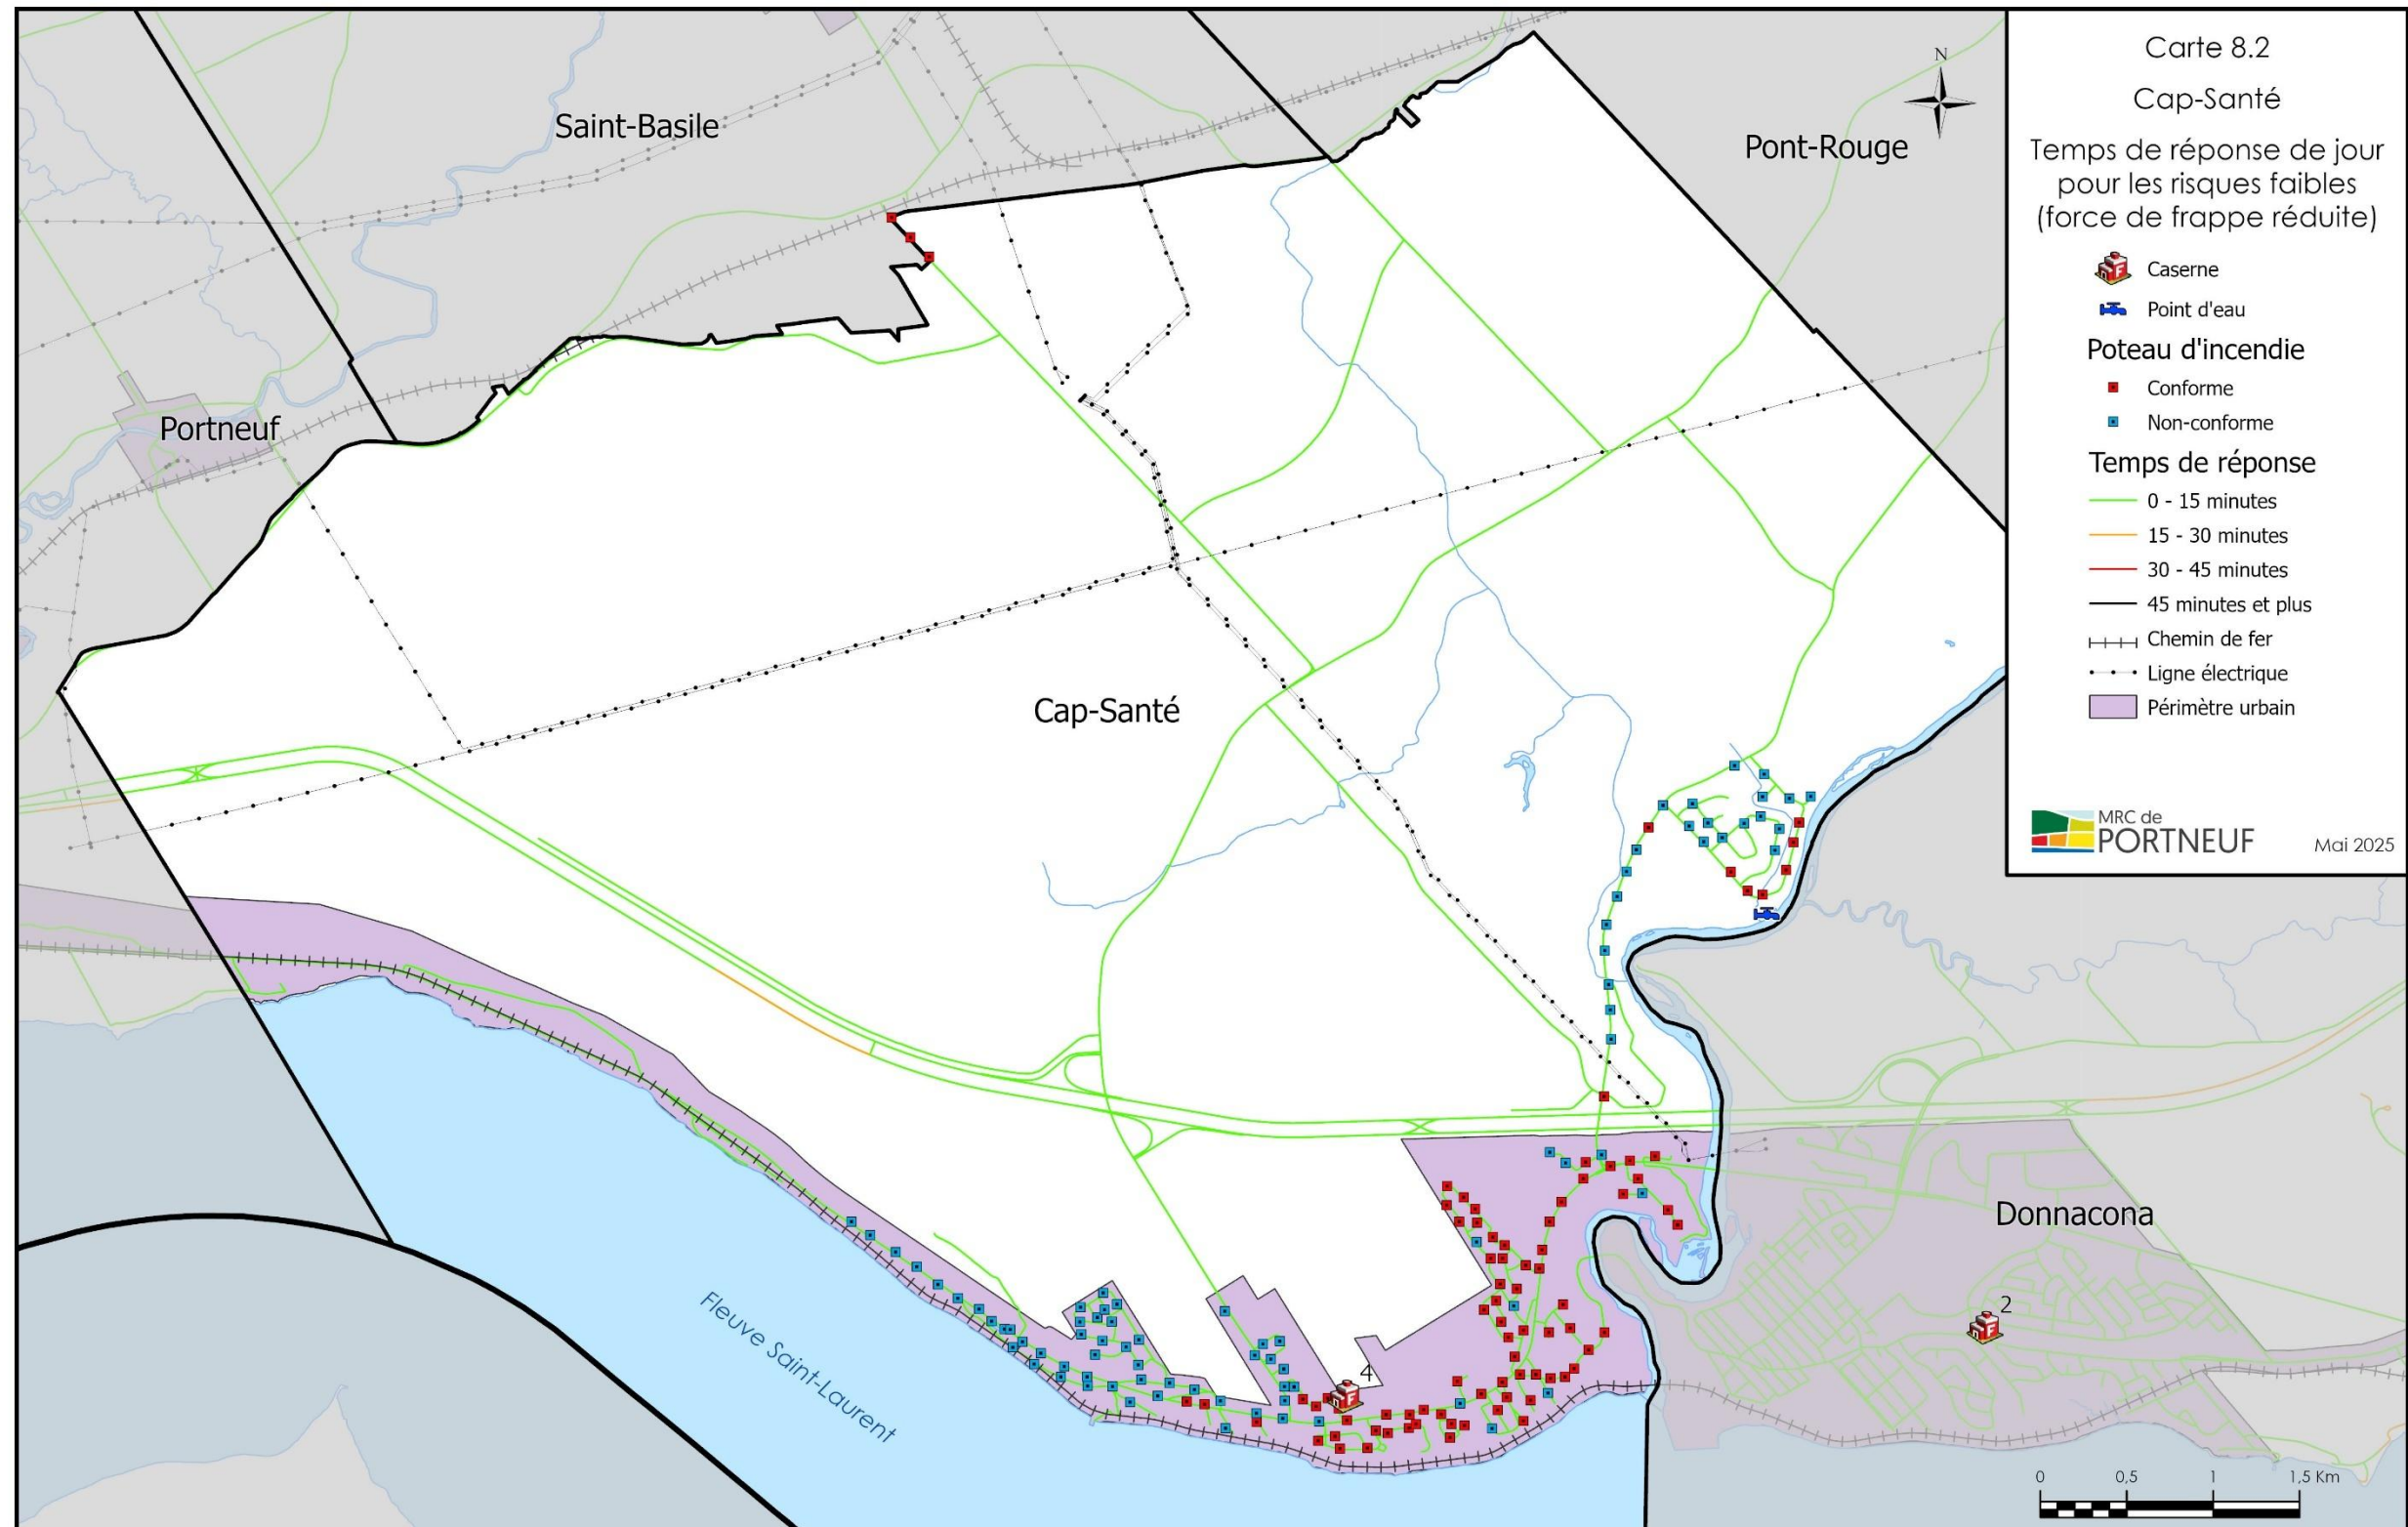 Carte 8.2
Cap-Santé
Temps de réponse de jour
pour les risques faibles
(force de frappe réduite)
Caserne
Point d'eau
Poteau d'incendie
Conforme
Non-conforme
Temps de réponse
0 - 15 minutes
15 - 30 minutes
30 - 45 minutes
45 minutes et plus
Chemin de fer
Ligne électrique
Périmètre urbain
MRC de
PORTNEUF
Mai 2025
N
Saint-Basile
Pont-Rouge
Portneuf
Cap-Santé
Donnacona
2
4
Fleuve Saint-Laurent
0 0,5 1 1,5 Km